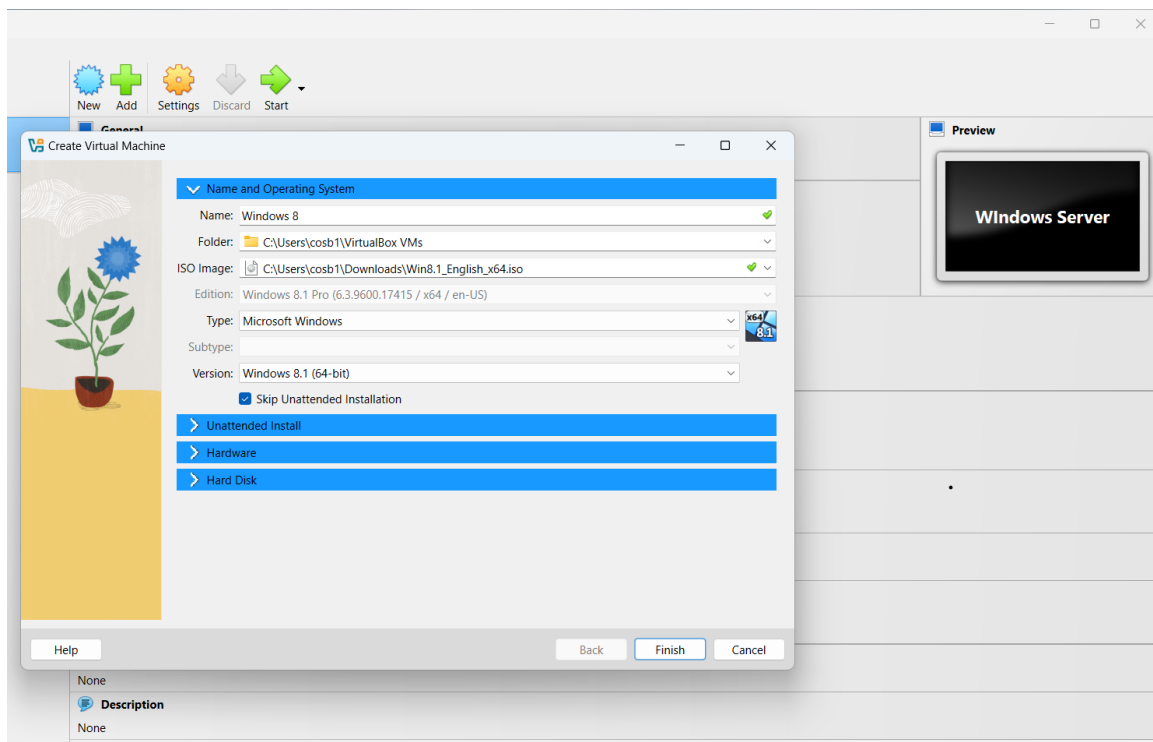 New Add Settings Discard Start
General
Preview
Create Virtual Machine
WIndows Server
Name and Operating System
Name: Windows 8
Folder: C:\Users\cosb1\VirtualBox VMs
ISO Image: C:\Users\cosb1\Downloads\Win8.1_English_x64.iso
Edition: Windows 8.1 Pro (6.3.9600.17415 / x64 / en-US)
Type: Microsoft Windows
x64
8.1
Subtype:
Version: Windows 8.1 (64-bit)
Skip Unattended Installation
Unattended Install
Hardware
Hard Disk
Help Back Finish Cancel
None
Description
None